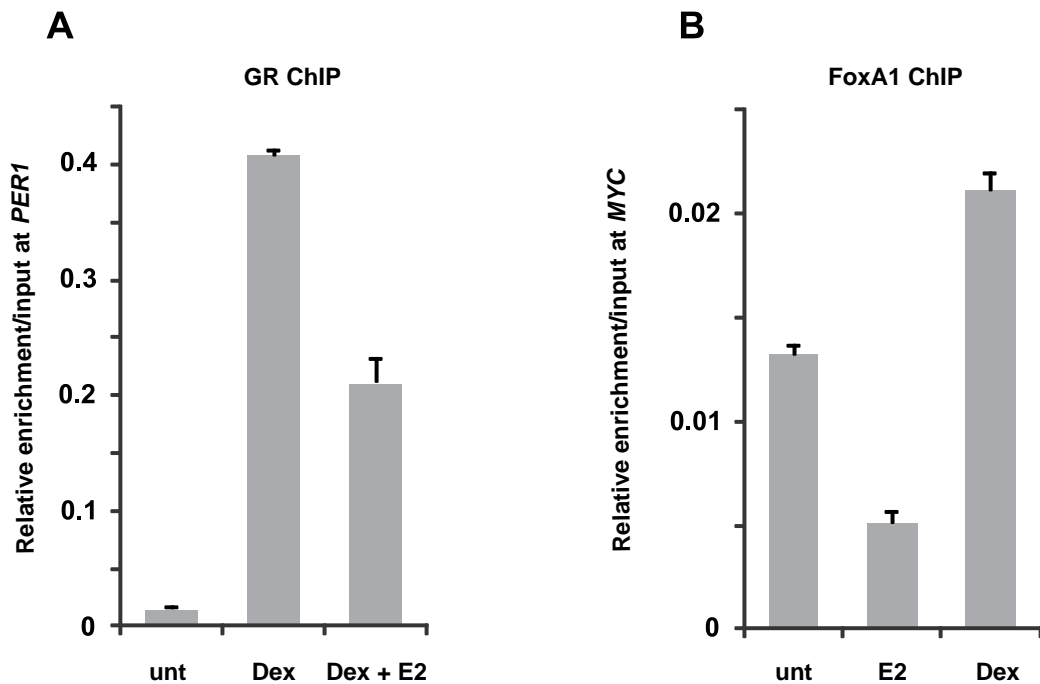 A
GR ChIP
Relative enrichment/input at PER1
0.4
0.3
0.2
0.1
0
unt Dex Dex + E2
B
FoxA1 ChIP
Relative enrichment/input at MYC
0.02
0.01
0
unt E2 Dex